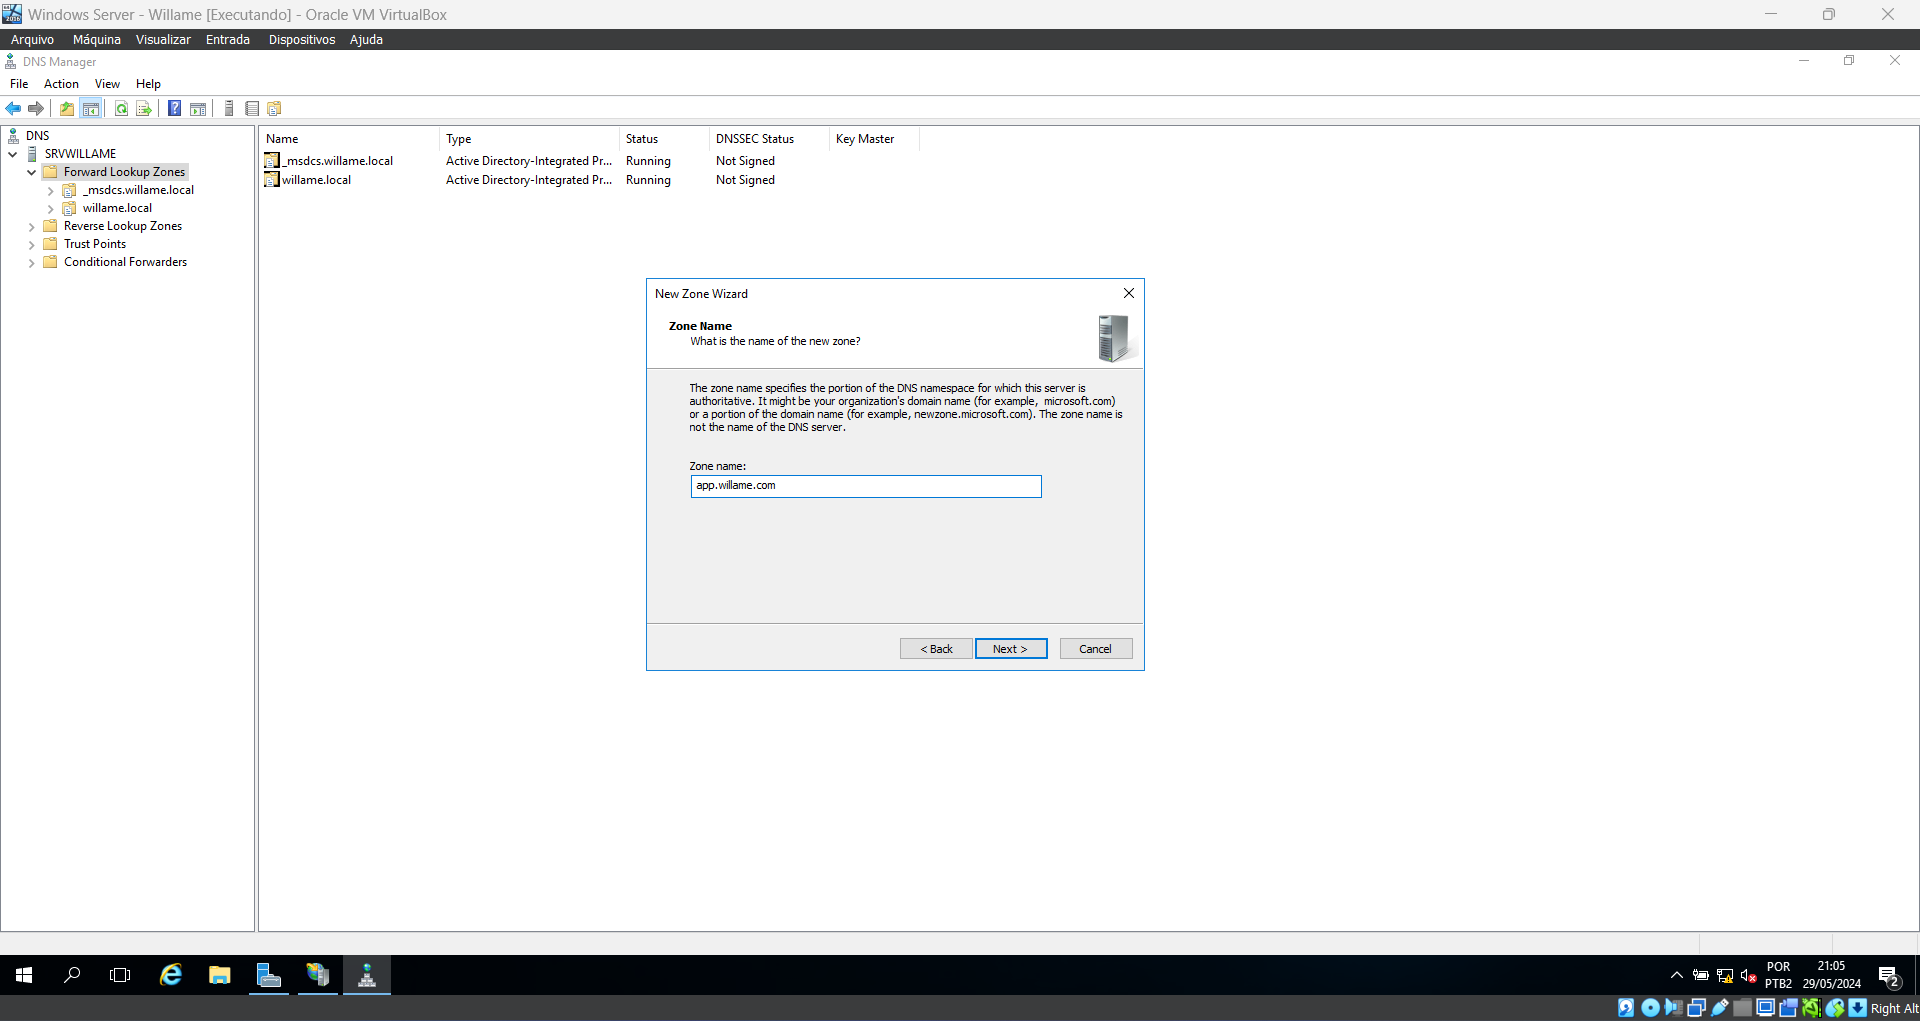 Windows Server - Willame [Executando] - Oracle VM VirtualBox
Arquivo Máquina Visualizar Entrada Dispositivos Ajuda
DNS Manager
File Action View Help
DNS
SRVWILLAME
Forward Lookup Zones
_msdcs.willame.local
willame.local
Reverse Lookup Zones
Trust Points
Conditional Forwarders
Name Type Status DNSSEC Status Key Master
_msdcs.willame.local Active Directory-Integrated Pr... Running Not Signed
willame.local Active Directory-Integrated Pr... Running Not Signed
New Zone Wizard
Zone Name
What is the name of the new zone?
The zone name specifies the portion of the DNS namespace for which this server is
authoritative. It might be your organization's domain name (for example, microsoft.com)
or a portion of the domain name (for example, newzone.microsoft.com). The zone name is
not the name of the DNS server.
Zone name:
app.willame.com
< Back Next > Cancel
POR 21:05
PTB2 29/05/2024
2
Right Alt